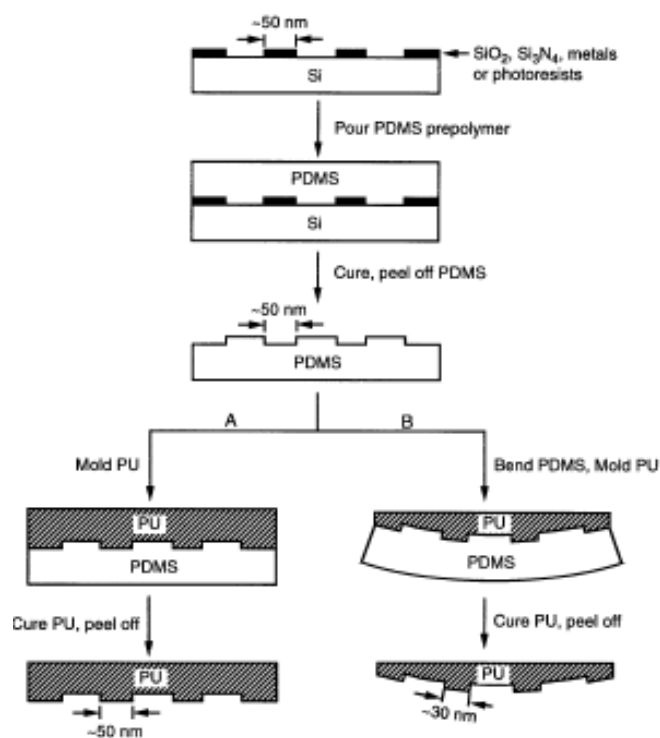 ~50 nm
SiO2, Si3N4, metals
or photoresists
Si
Pour PDMS prepolymer
PDMS
Si
Cure, peel off PDMS
~50 nm
PDMS
A
B
Mold PU
Bend PDMS, Mold PU
PU
PDMS
PU
PDMS
Cure PU, peel off
Cure PU, peel off
PU
~50 nm
PU
~30 nm